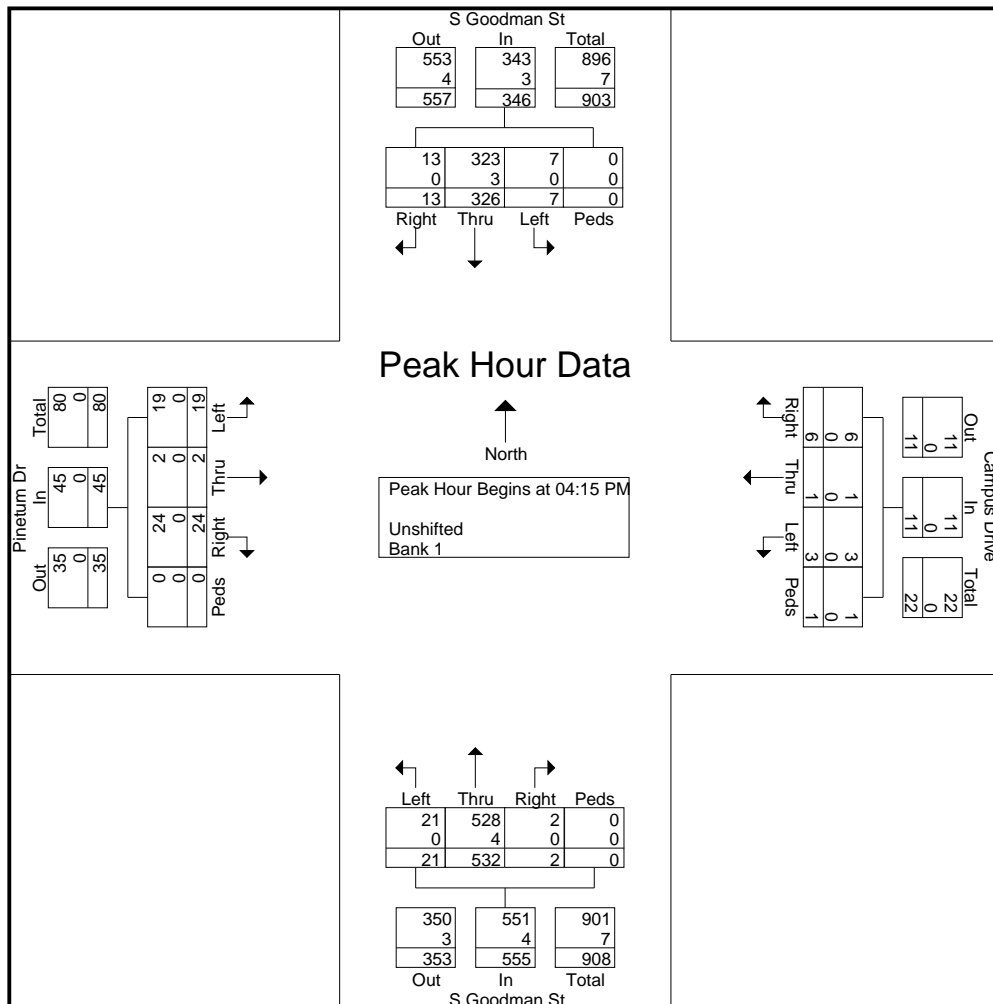 S Goodman St
Out In Total
553 343 896
4 3 7
557 346 903
13 323 7 0
0 3 0 0
13 326 7 0
Right Thru Left Peds
Peak Hour Data
North
Peak Hour Begins at 04:15 PM
Unshifted
Bank 1
Pinetum Dr
Out In Total
35 45 80
0 0 0
35 45 80
Peds Right Thru Left
0 24 2 19
0 0 0 0
0 24 2 19
Campus Drive
Out In Total
11 11 22
0 0 0
11 11 22
6 1 3 1
0 0 0 0
6 1 3 1
Right Thru Left Peds
Left Thru Right Peds
21 528 2 0
0 4 0 0
21 532 2 0
350 551 901
3 4 7
353 555 908
Out In Total
S Goodman St